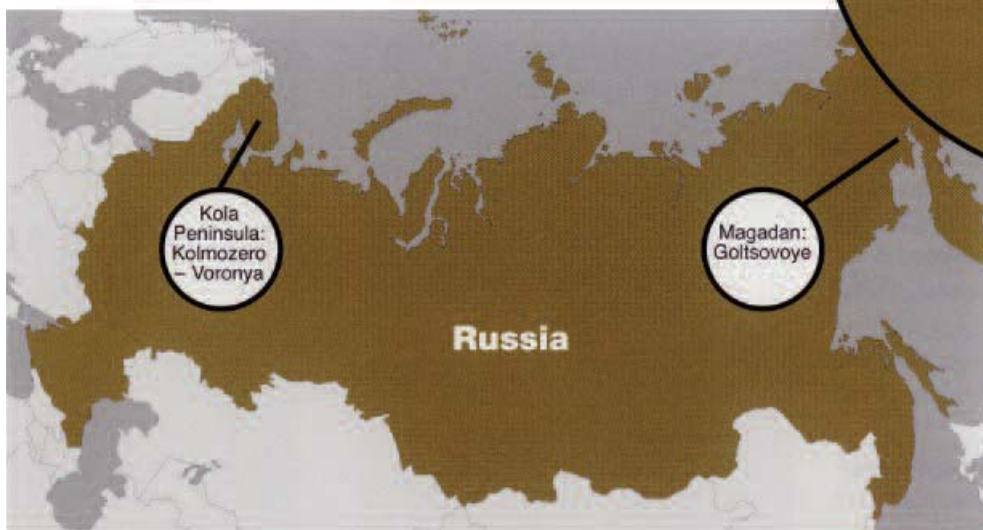 Kola
Peninsula:
Kolmozero
– Voronya
Magadan:
Goltsovoye
Russia